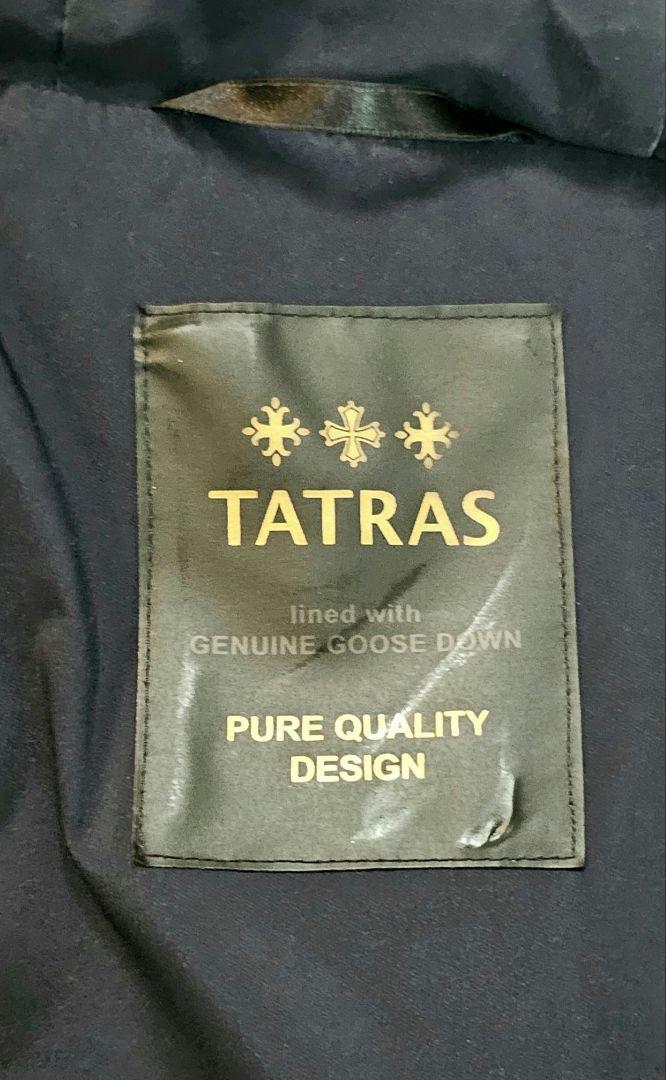 TATRAS
lined with
GENUINE GOOSE DOWN
PURE QUALITY
DESIGN